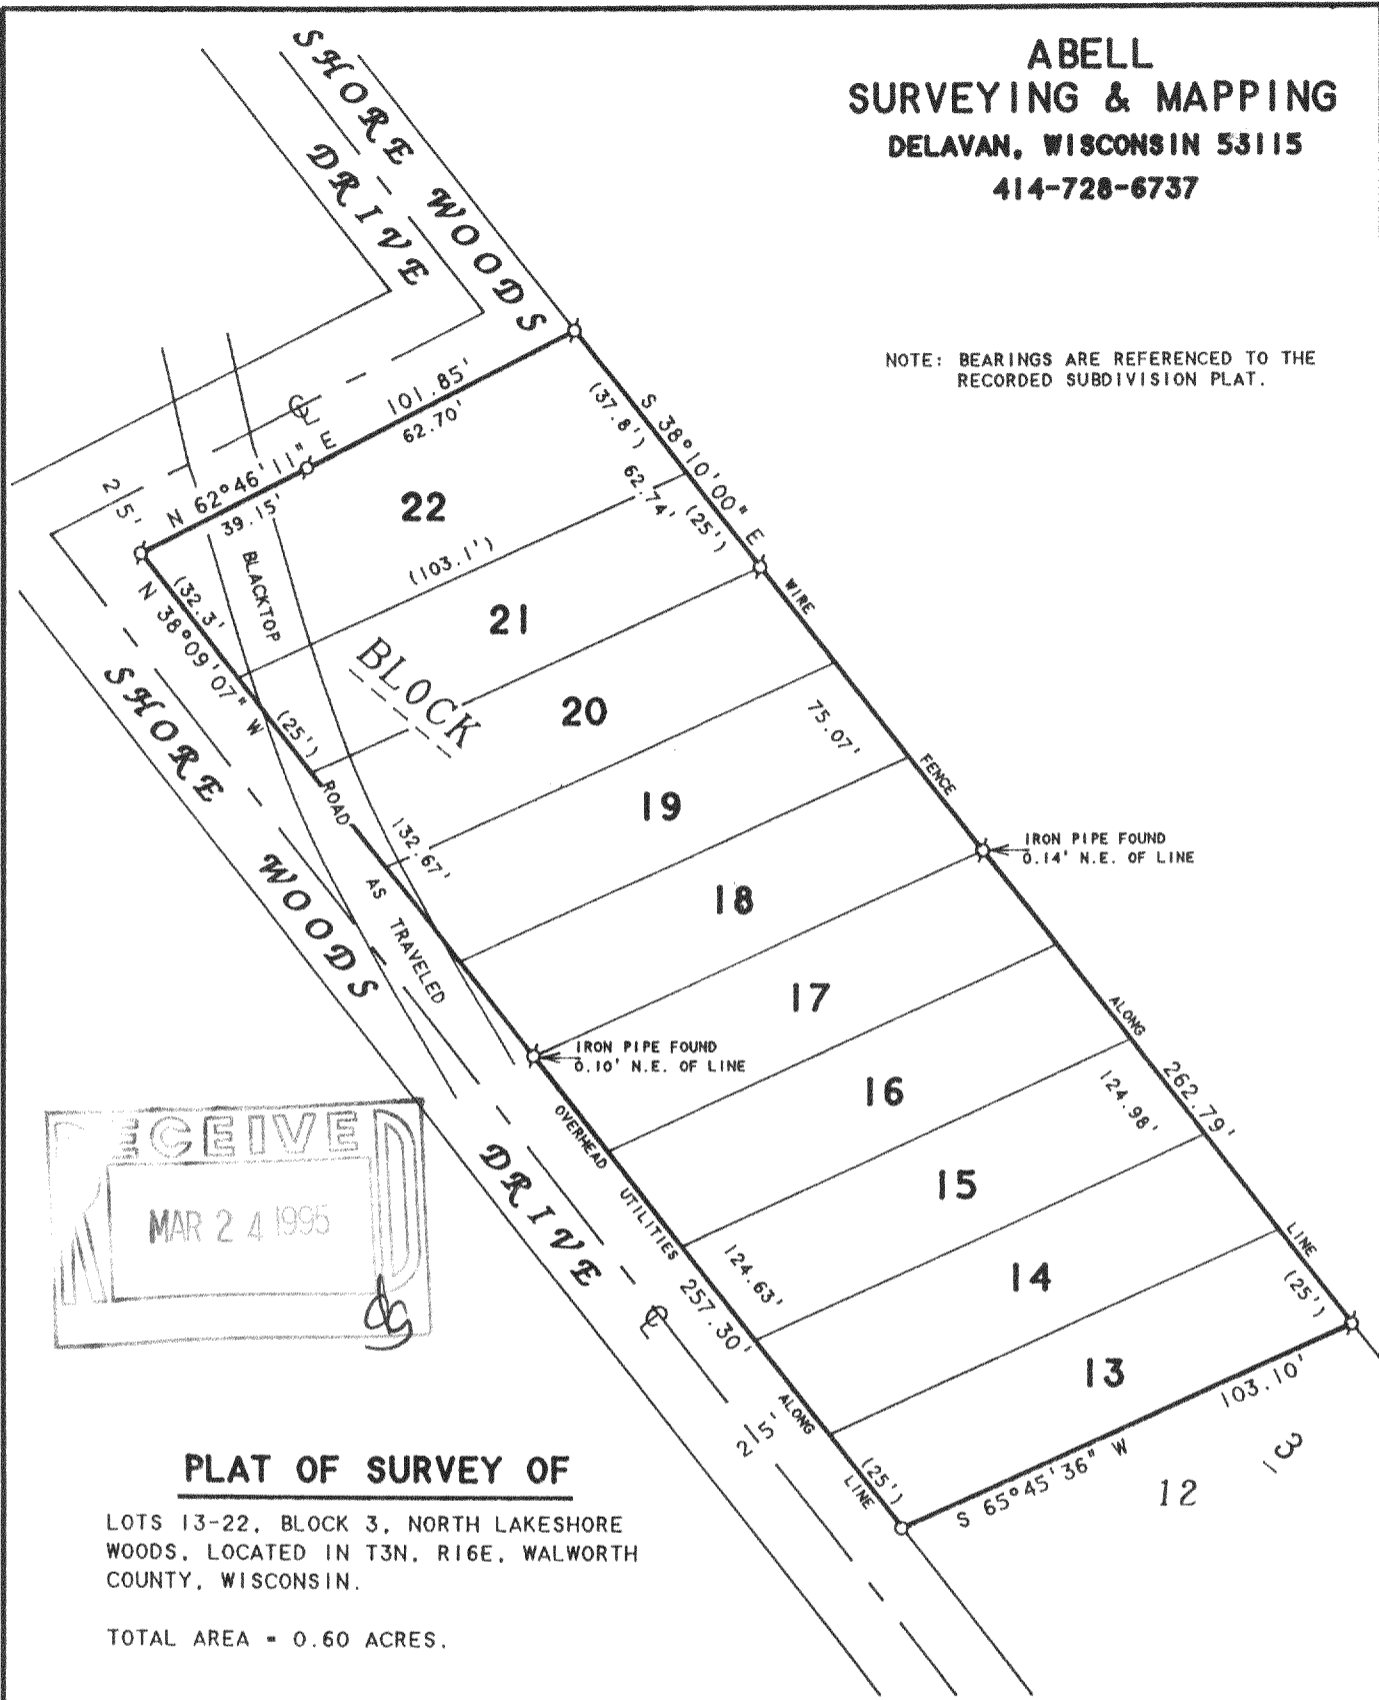 ABELL
SURVEYING & MAPPING
DELAVAN, WISCONSIN 53115
414-728-6737
NOTE: BEARINGS ARE REFERENCED TO THE
RECORDED SUBDIVISION PLAT.
SHORE WOODS
DRIVE
N 62°46'11" E
101.85'
62.70'
39.15'
25'
S 38°10'00" E
(37.8')
62.74'
(25')
22
(103.1')
21
BLOCK
20
19
18
17
16
15
14
13
12
3
N 38°09'07" W
(32.3')
BLACKTOP
ROAD
AS TRAVELED
(25')
132.67'
WIRE
FENCE
ALONG
LINE
75.07'
IRON PIPE FOUND
0.14' N.E. OF LINE
IRON PIPE FOUND
0.10' N.E. OF LINE
124.98'
262.79'
(25')
SHORE WOODS DRIVE
OVERHEAD
UTILITIES
ALONG
LINE
124.63'
257.30'
25'
(25')
S 65°45'36" W
103.10'
RECEIVED
MAR 24 1995
PLAT OF SURVEY OF
LOTS 13-22, BLOCK 3, NORTH LAKESHORE
WOODS, LOCATED IN T3N, R16E, WALWORTH
COUNTY, WISCONSIN.
TOTAL AREA = 0.60 ACRES.